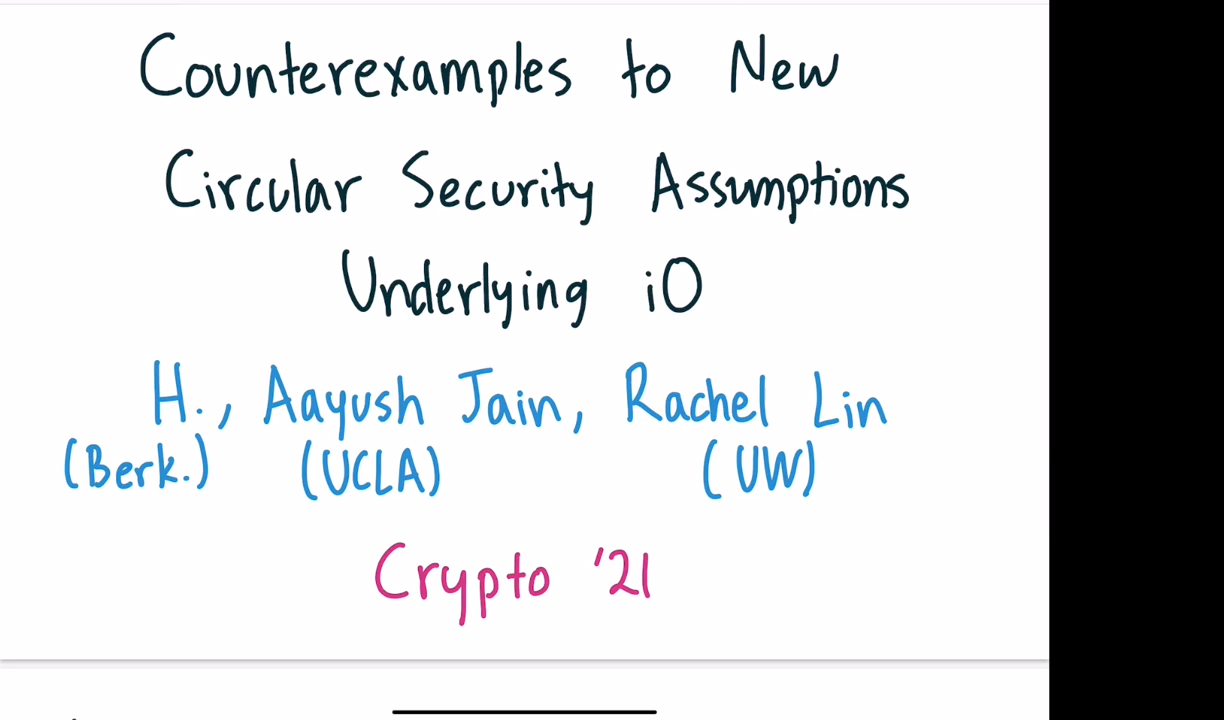 Counterexamples to New
Circular Security Assumptions
Underlying iO
H., Aayush Jain, Rachel Lin
(Berk.) (UCLA) (UW)
Crypto '21